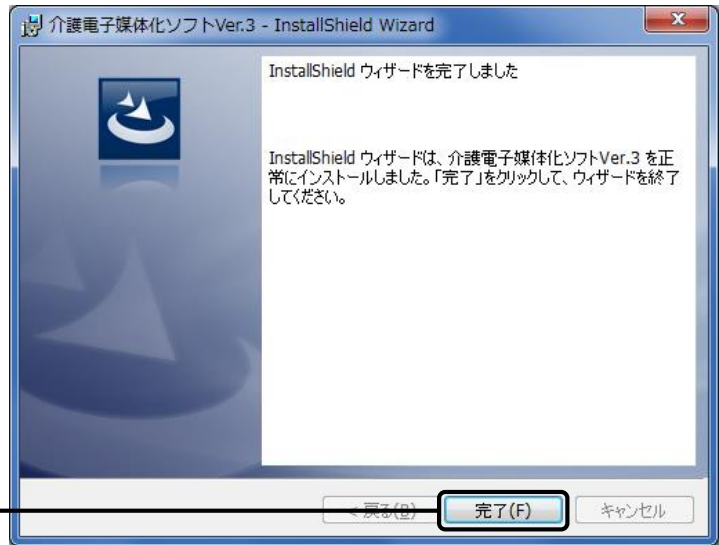 介護電子媒体化ソフトVer.3 - InstallShield Wizard
InstallShield ウィザードを完了しました
InstallShield ウィザードは、介護電子媒体化ソフトVer.3 を正
常にインストールしました。「完了」をクリックして、ウィザードを終了
してください。
< 戻る(B) 完了(F) キャンセル